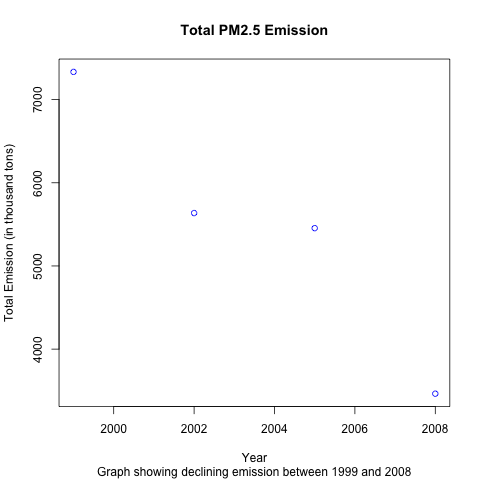 Total PM2.5 Emission
Total Emission (in thousand tons)
7000
6000
5000
4000
2000 2002 2004 2006 2008
Year
Graph showing declining emission between 1999 and 2008